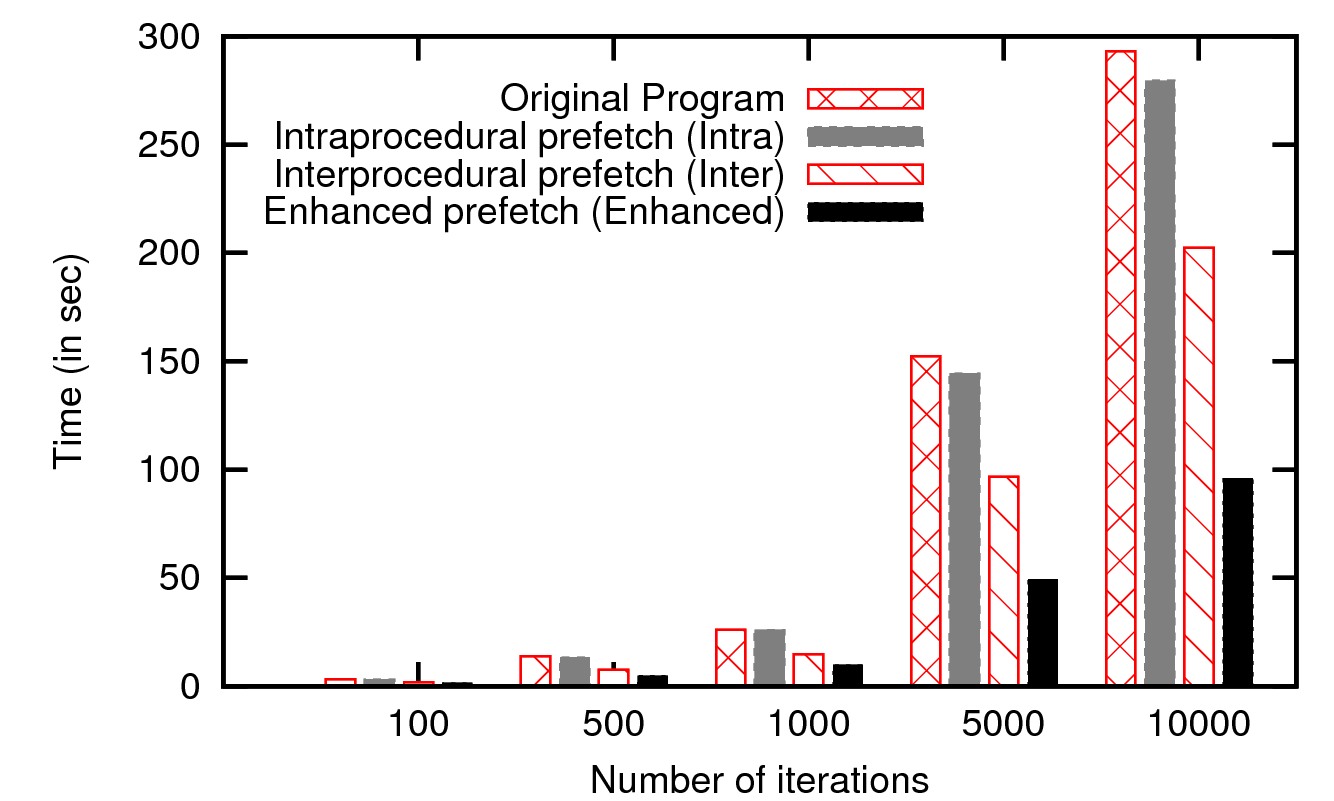 300
250
200
150
100
50
0
Time (in sec)
Original Program
Intraprocedural prefetch (Intra)
Interprocedural prefetch (Inter)
Enhanced prefetch (Enhanced)
100 500 1000 5000 10000
Number of iterations